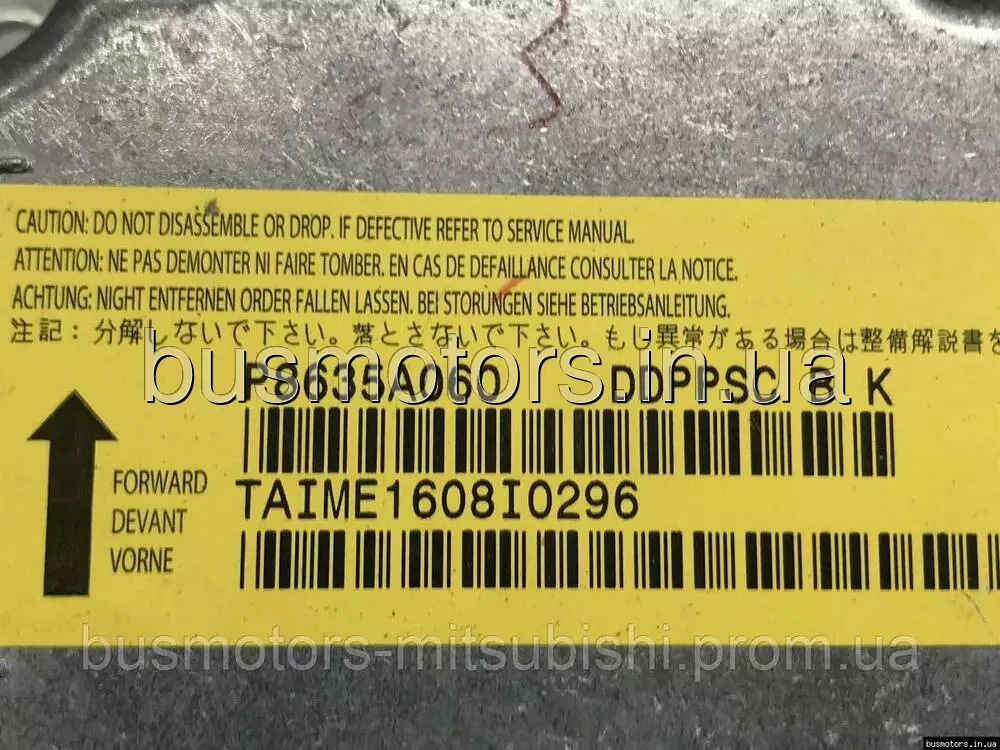 CAUTION: DO NOT DISASSEMBLE OR DROP. IF DEFECTIVE REFER TO SERVICE MANUAL.
ATTENTION: NE PAS DEMONTER NI FAIRE TOMBER. EN CAS DE DEFAILLANCE CONSULTER LA NOTICE.
ACHTUNG: NIGHT ENTFERNEN ORDER FALLEN LASSEN. BEI STORUNGEN SIEHE BETRIEBSANLEITUNG.
注記：分解しないで下さい。落とさないで下さい。もし異常がある場合は整備解説書を
busmotors.in.ua
P8635A060 DDPPSC B K
FORWARD
TAIME1608I0296
DEVANT
VORNE
busmotors.in.ua
busmotors-mitsubishi.prom.ua
busmotors.in.ua